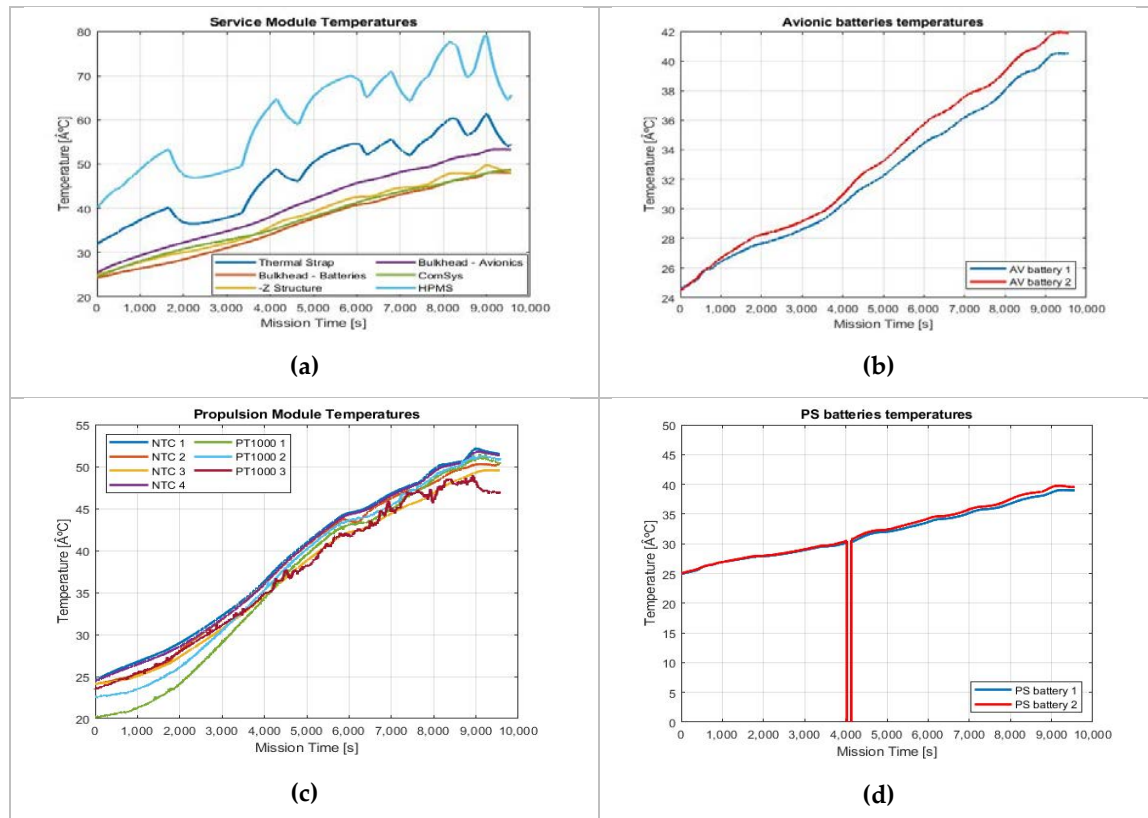 Service Module Temperatures
Temperature [ÂºC]
80
70
60
50
40
30
20
Thermal Strap
Bulkhead - Batteries
-Z Structure
Bulkhead - Avionics
ComSys
HPMS
0 1,000 2,000 3,000 4,000 5,000 6,000 7,000 8,000 9,000 10,000
Mission Time [s]
(a)
Avionic batteries temperatures
Temperature [ÂºC]
42
40
38
36
34
32
30
28
26
24
AV battery 1
AV battery 2
0 1,000 2,000 3,000 4,000 5,000 6,000 7,000 8,000 9,000 10,000
Mission Time [s]
(b)
Propulsion Module Temperatures
Temperature [ÂºC]
55
50
45
40
35
30
25
20
NTC 1
NTC 2
NTC 3
NTC 4
PT1000 1
PT1000 2
PT1000 3
0 1,000 2,000 3,000 4,000 5,000 6,000 7,000 8,000 9,000 10,000
Mission Time [s]
(c)
PS batteries temperatures
Temperature [ÂºC]
50
45
40
35
30
25
20
15
10
5
0
PS battery 1
PS battery 2
0 1,000 2,000 3,000 4,000 5,000 6,000 7,000 8,000 9,000 10,000
Mission Time [s]
(d)